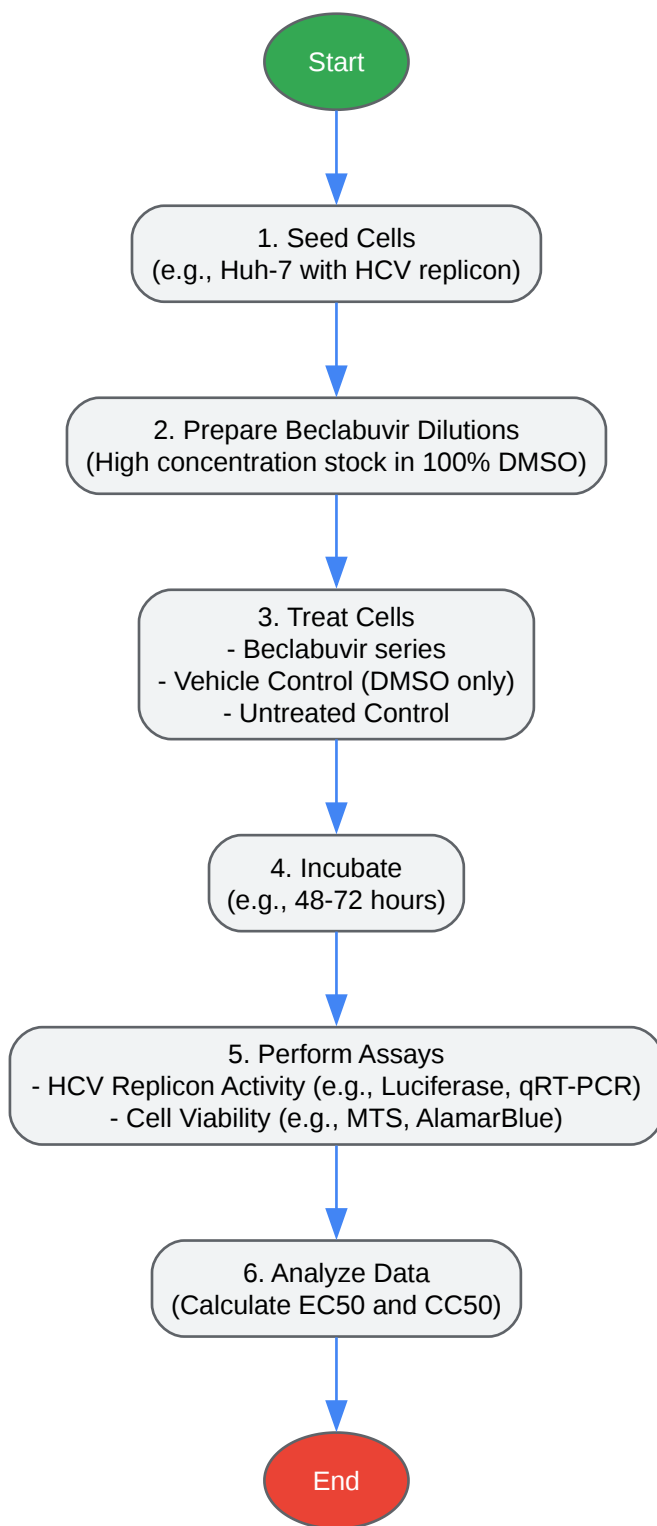 Start
1. Seed Cells
(e.g., Huh-7 with HCV replicon)
2. Prepare Beclabuvir Dilutions
(High concentration stock in 100% DMSO)
3. Treat Cells
- Beclabuvir series
- Vehicle Control (DMSO only)
- Untreated Control
4. Incubate
(e.g., 48-72 hours)
5. Perform Assays
- HCV Replicon Activity (e.g., Luciferase, qRT-PCR)
- Cell Viability (e.g., MTS, AlamarBlue)
6. Analyze Data
(Calculate EC50 and CC50)
End